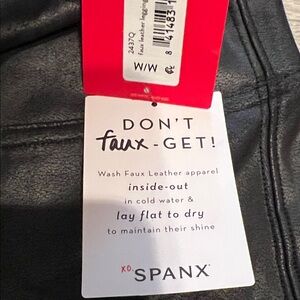 2437Q
faux leather legging
M/M
DON'T
faux-GET!
Wash Faux Leather apparel
inside-out
in cold water &
lay flat to dry
to maintain their shine
xo, SPANX